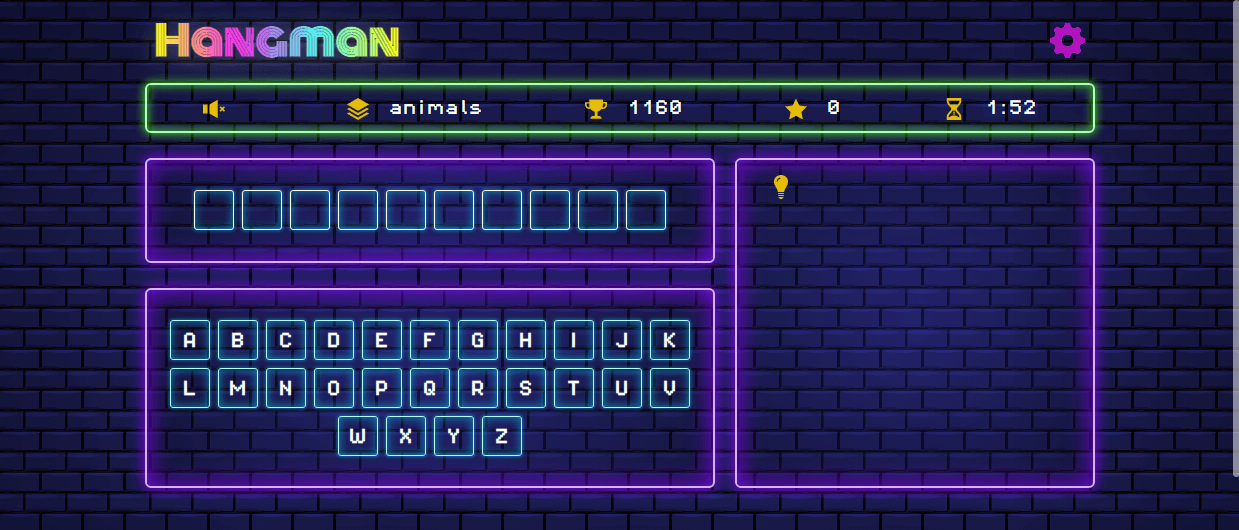 HANGMAN
animals 1160 0 1:52
A B C D E F G H I J K
L M N O P Q R S T U V
W X Y Z